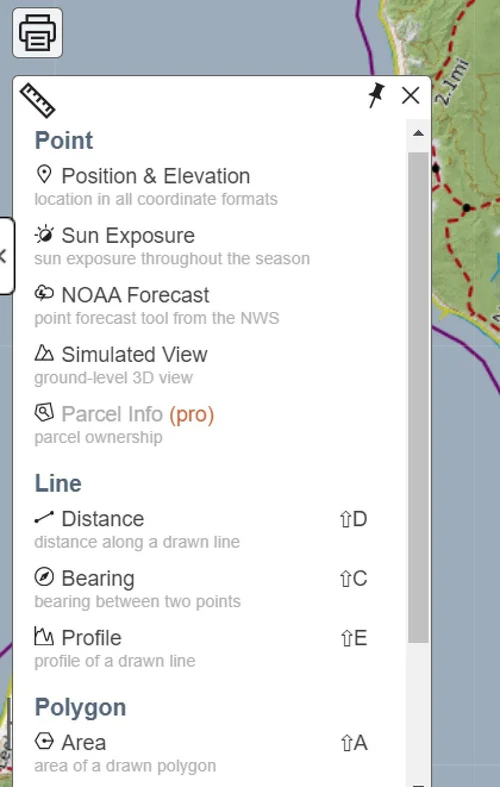 2.1mi
Point
Position & Elevation
location in all coordinate formats
Sun Exposure
sun exposure throughout the season
NOAA Forecast
point forecast tool from the NWS
Simulated View
ground-level 3D view
Parcel Info (pro)
parcel ownership
Line
Distance ⇧D
distance along a drawn line
Bearing ⇧C
bearing between two points
Profile ⇧E
profile of a drawn line
Polygon
Area ⇧A
area of a drawn polygon